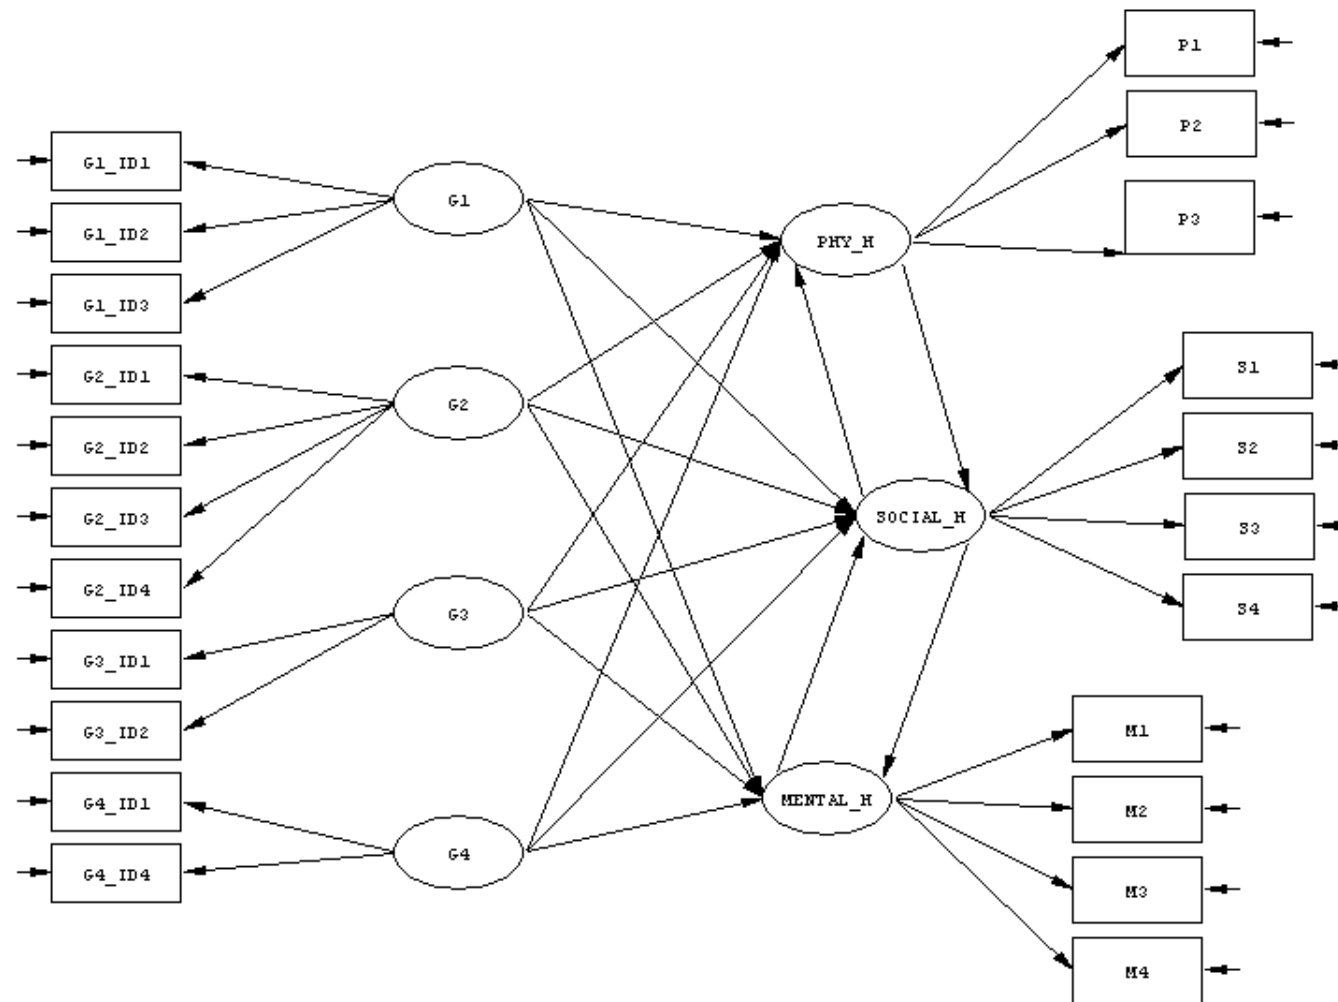 G1_ID1
G1_ID2
G1_ID3
G2_ID1
G2_ID2
G2_ID3
G2_ID4
G3_ID1
G3_ID2
G4_ID1
G4_ID4
G1
G2
G3
G4
PHY_H
SOCIAL_H
MENTAL_H
P1
P2
P3
S1
S2
S3
S4
M1
M2
M3
M4